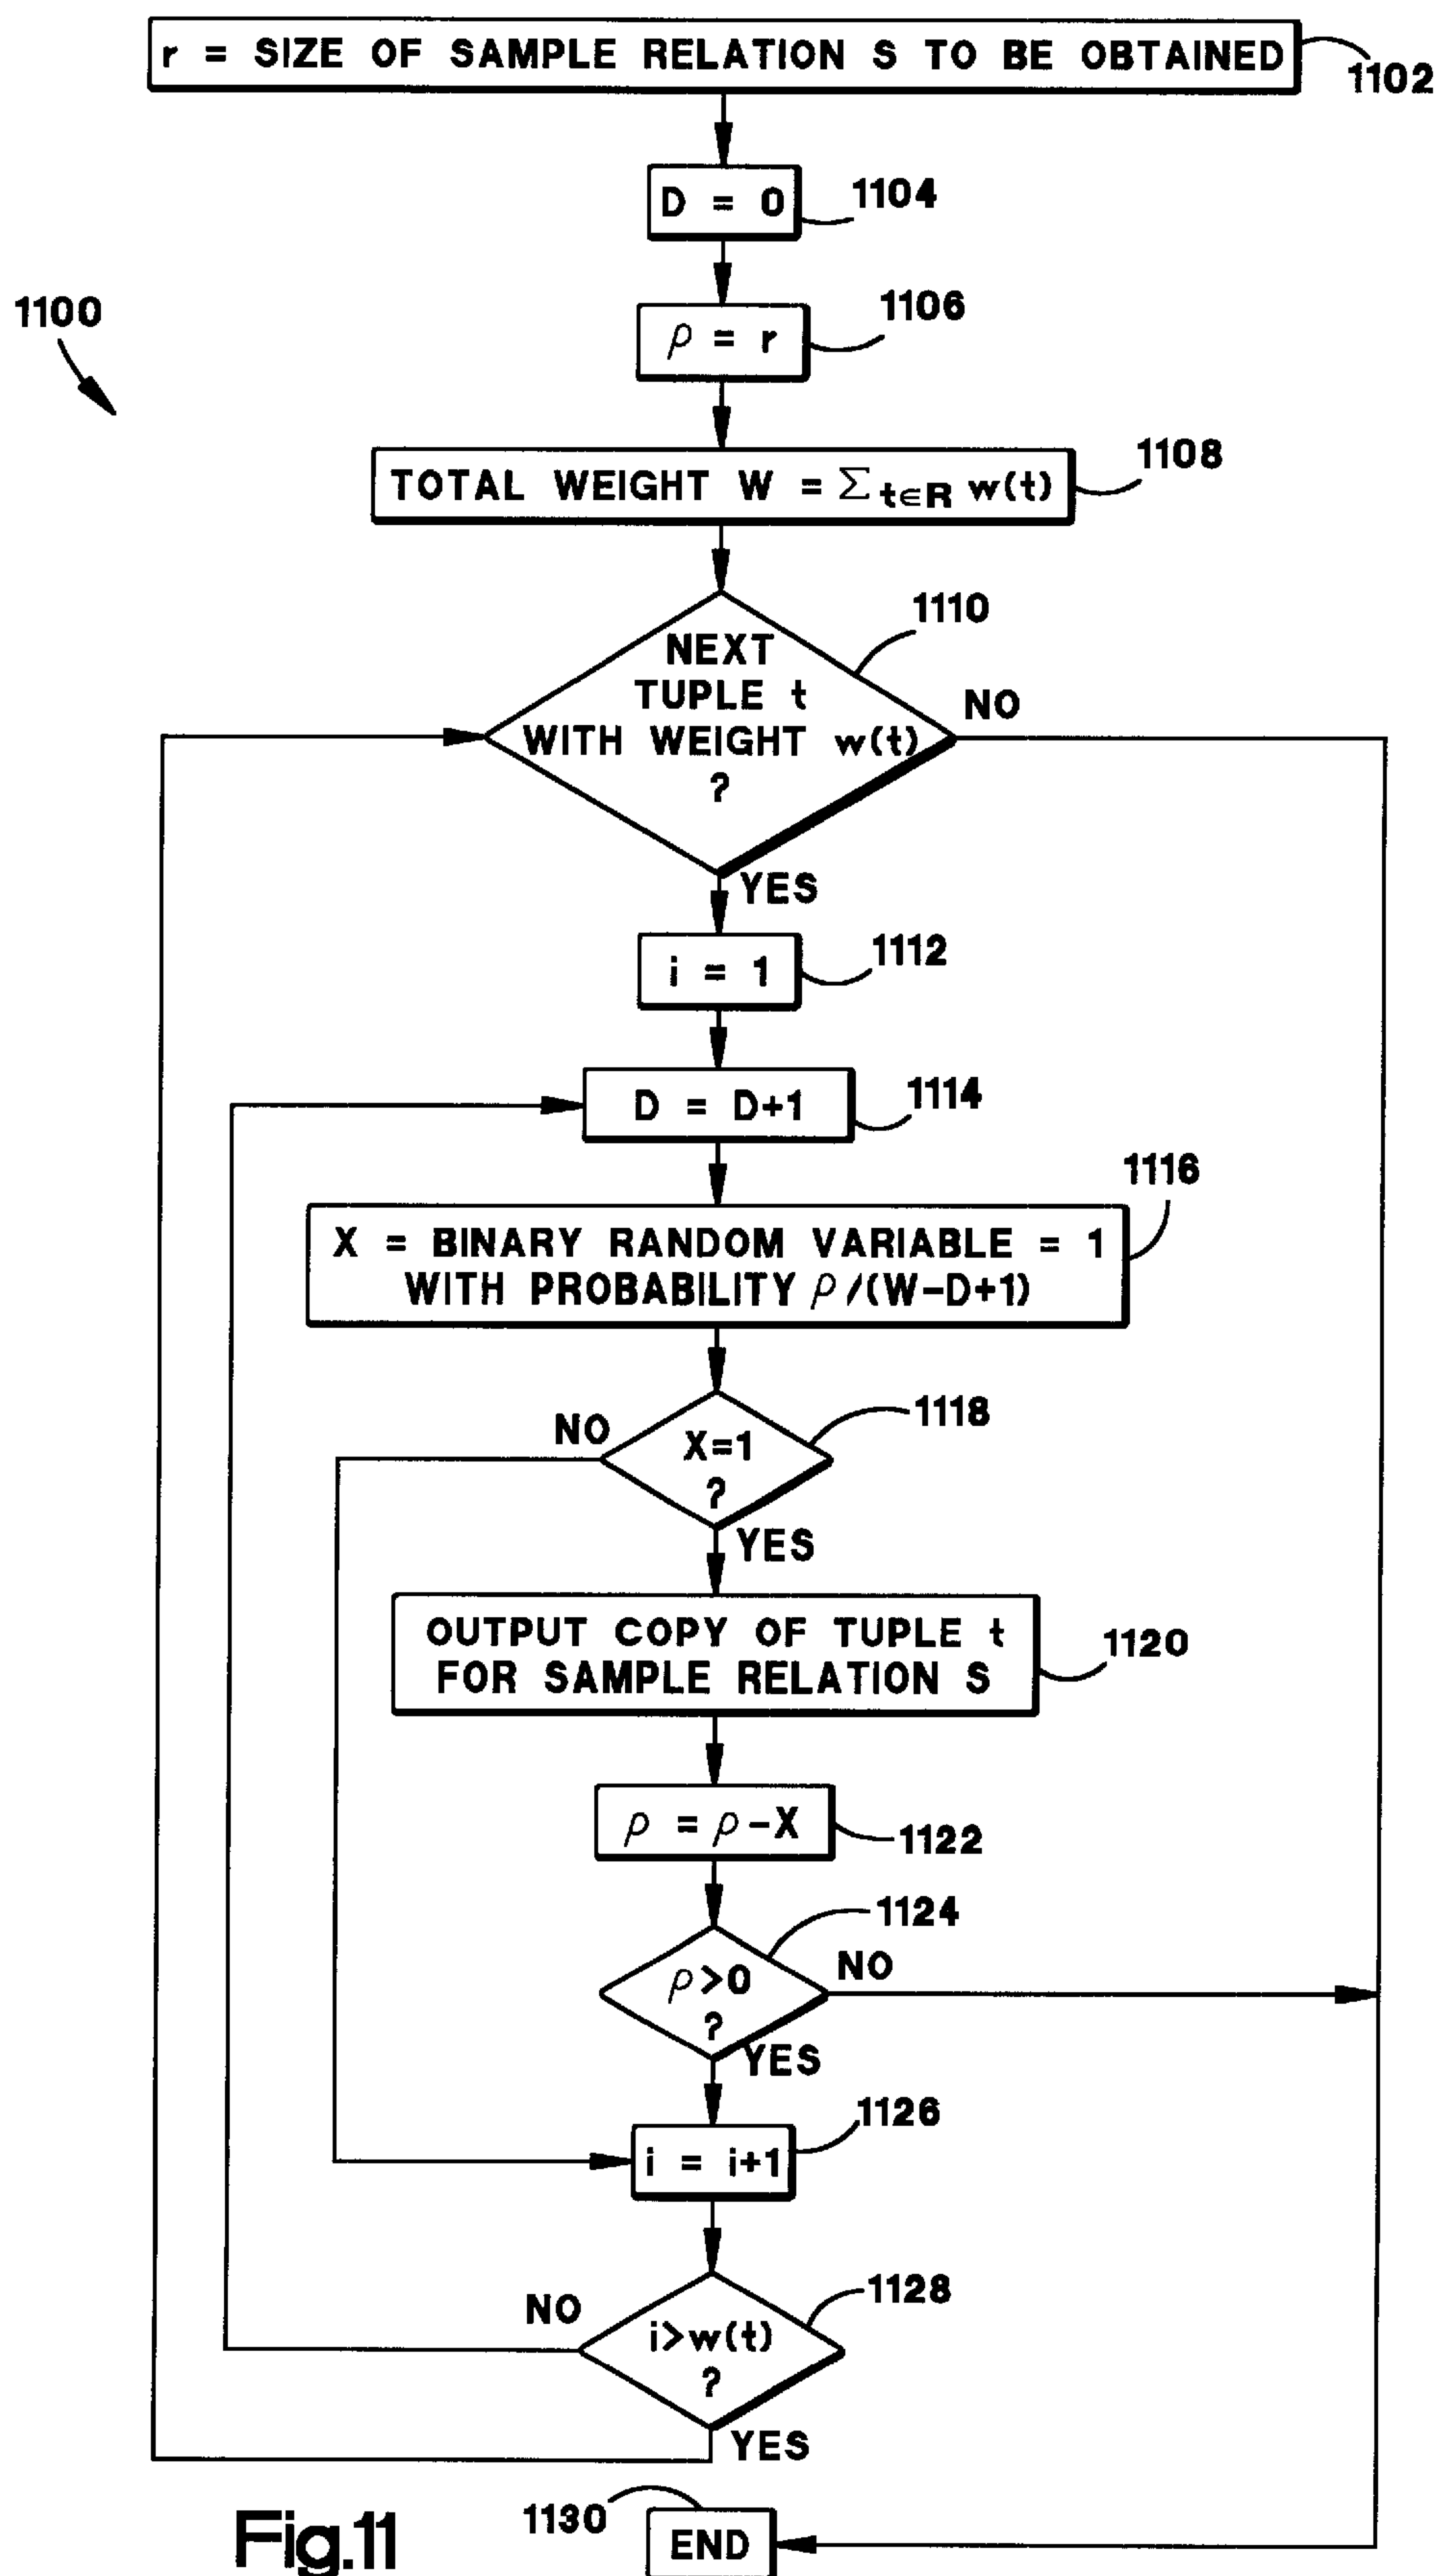 r = SIZE OF SAMPLE RELATION S TO BE OBTAINED
1102
D = 0
1104
1100
ρ = r
1106
TOTAL WEIGHT W = Σ t∈R w(t)
1108
1110
NEXT
TUPLE t
WITH WEIGHT w(t)
?
NO
YES
i = 1
1112
D = D+1
1114
1116
X = BINARY RANDOM VARIABLE = 1
WITH PROBABILITY ρ/(W-D+1)
1118
NO
X=1
?
YES
OUTPUT COPY OF TUPLE t
FOR SAMPLE RELATION S
1120
ρ = ρ-X
1122
1124
ρ>0
?
NO
YES
1126
i = i+1
1128
NO
i>w(t)
?
YES
1130
END
Fig.11